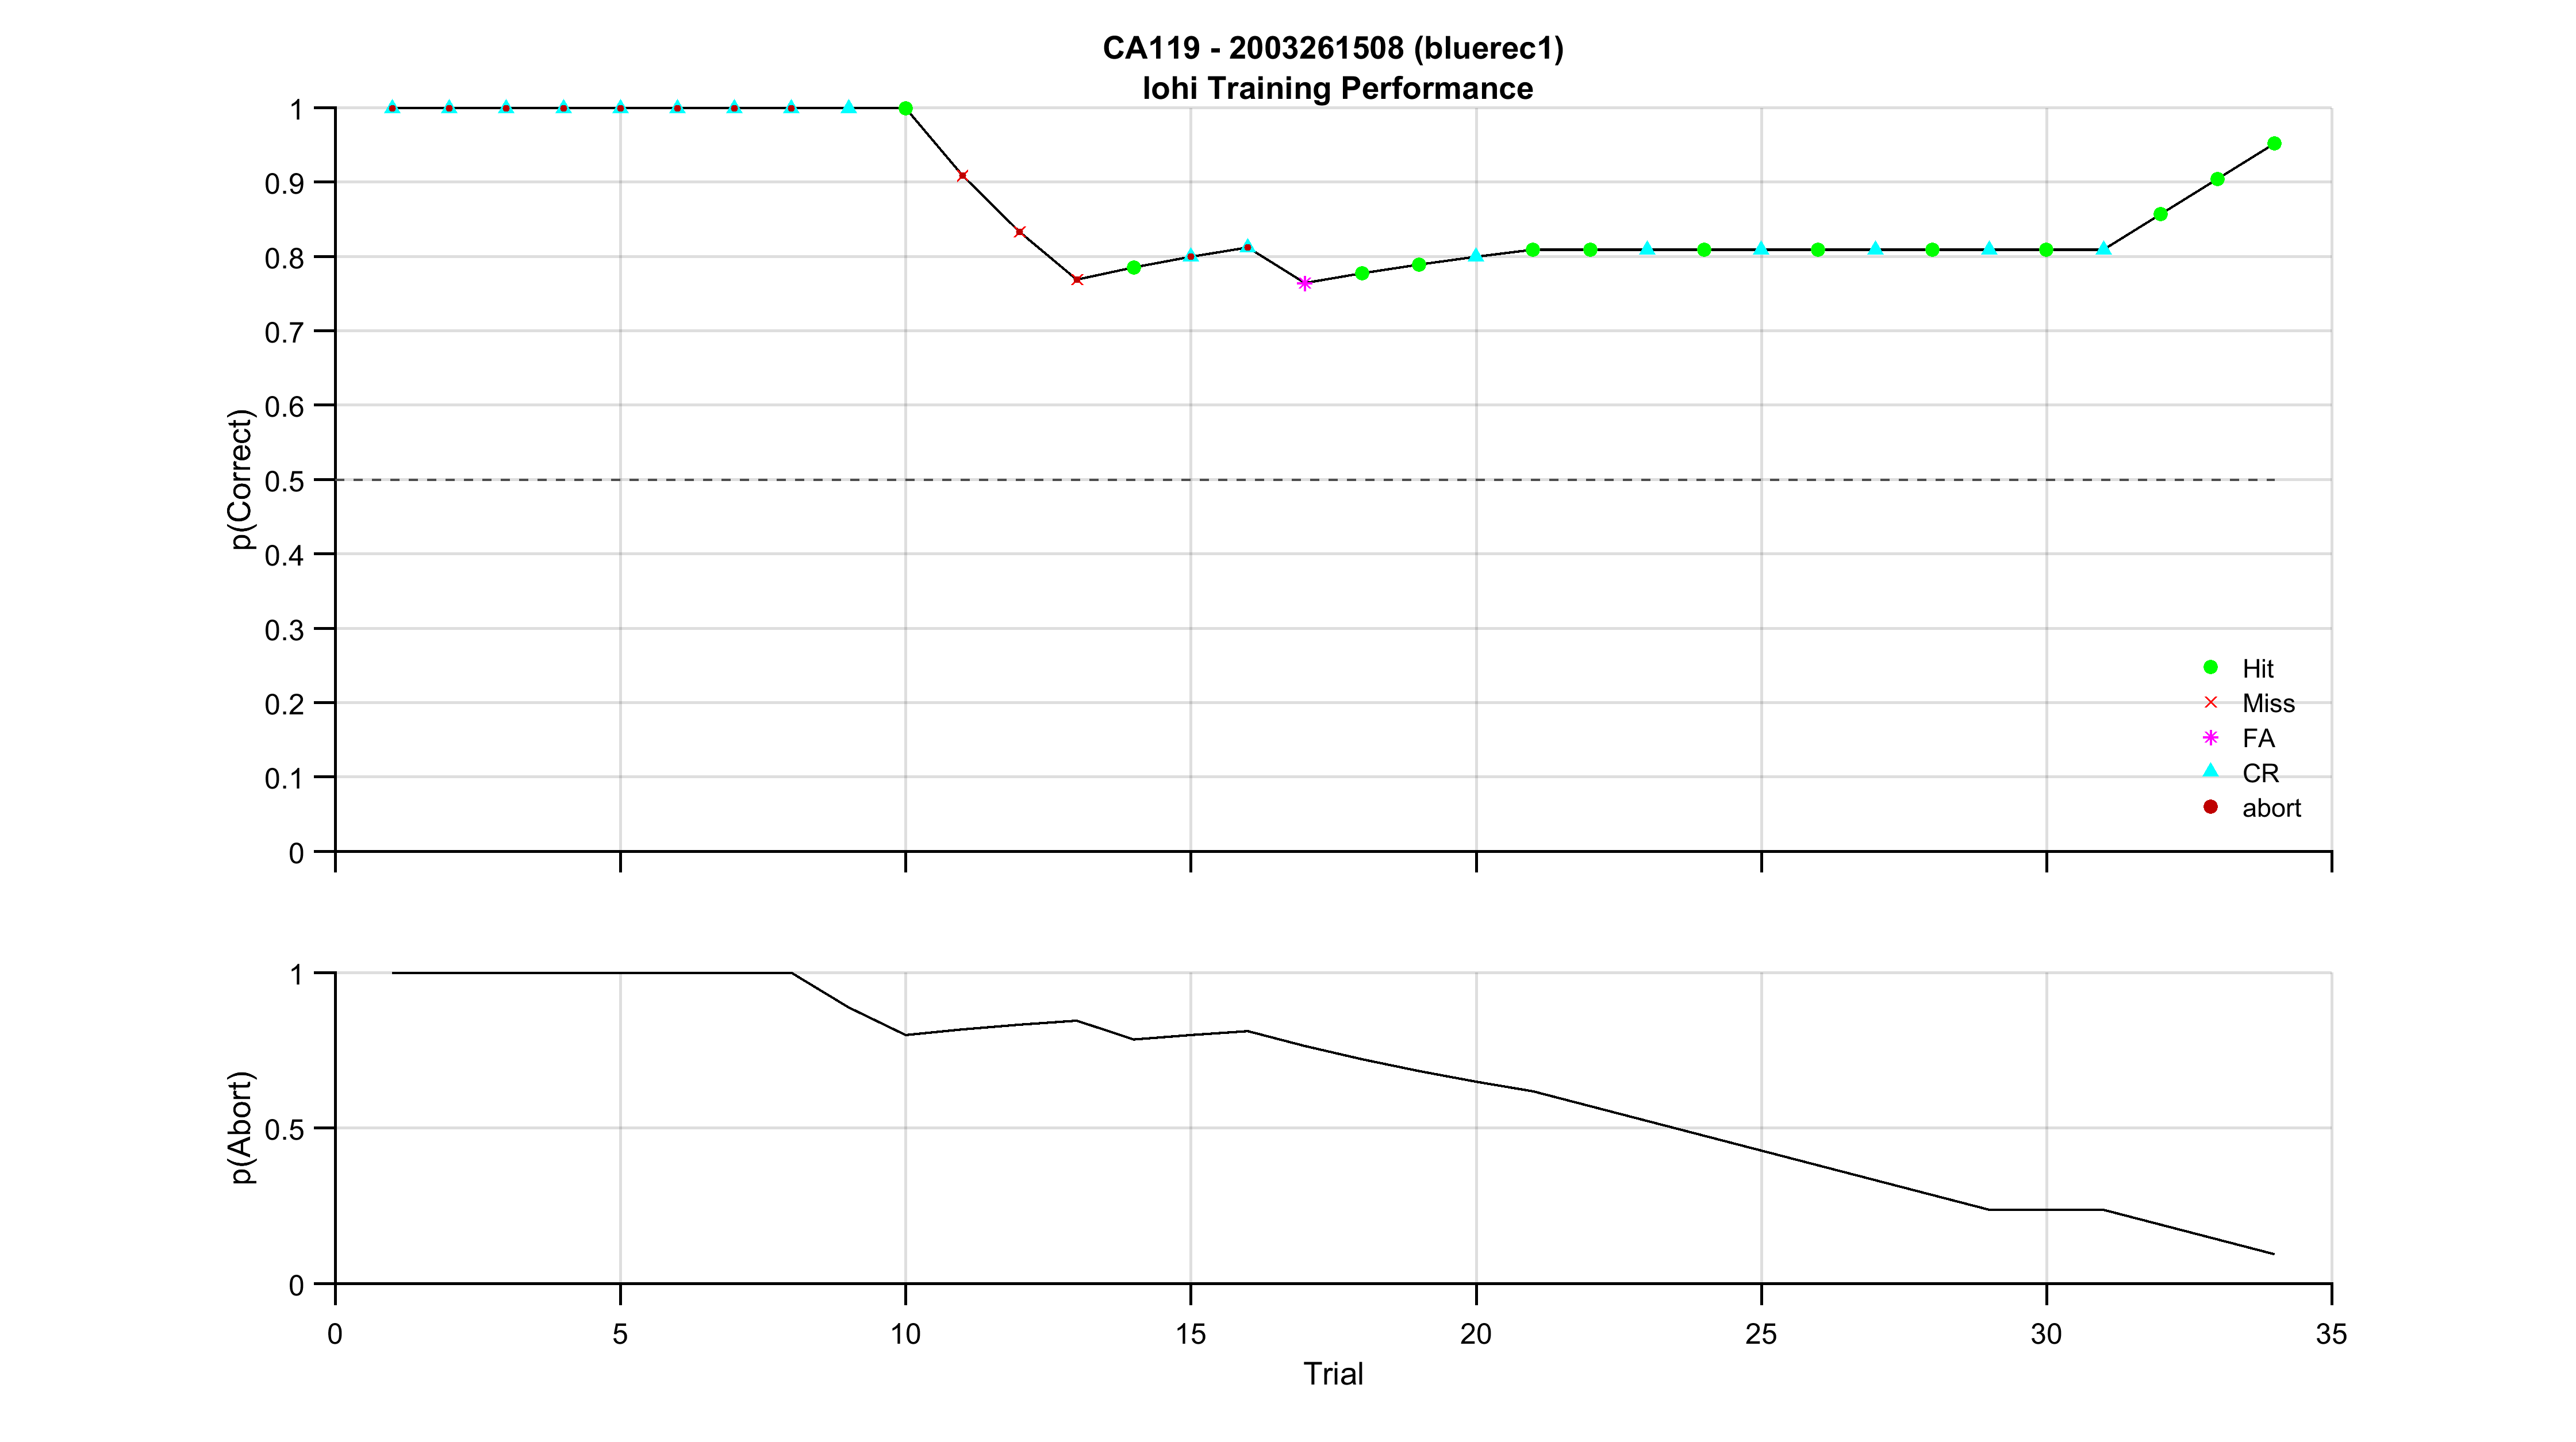 CA119 - 2003261508 (bluerec1)
lohi Training Performance
1
0.9
0.8
0.7
0.6
0.5
0.4
0.3
0.2
0.1
0
p(Correct)
Hit
Miss
FA
CR
abort
1
0.5
0
p(Abort)
0 5 10 15 20 25 30 35
Trial